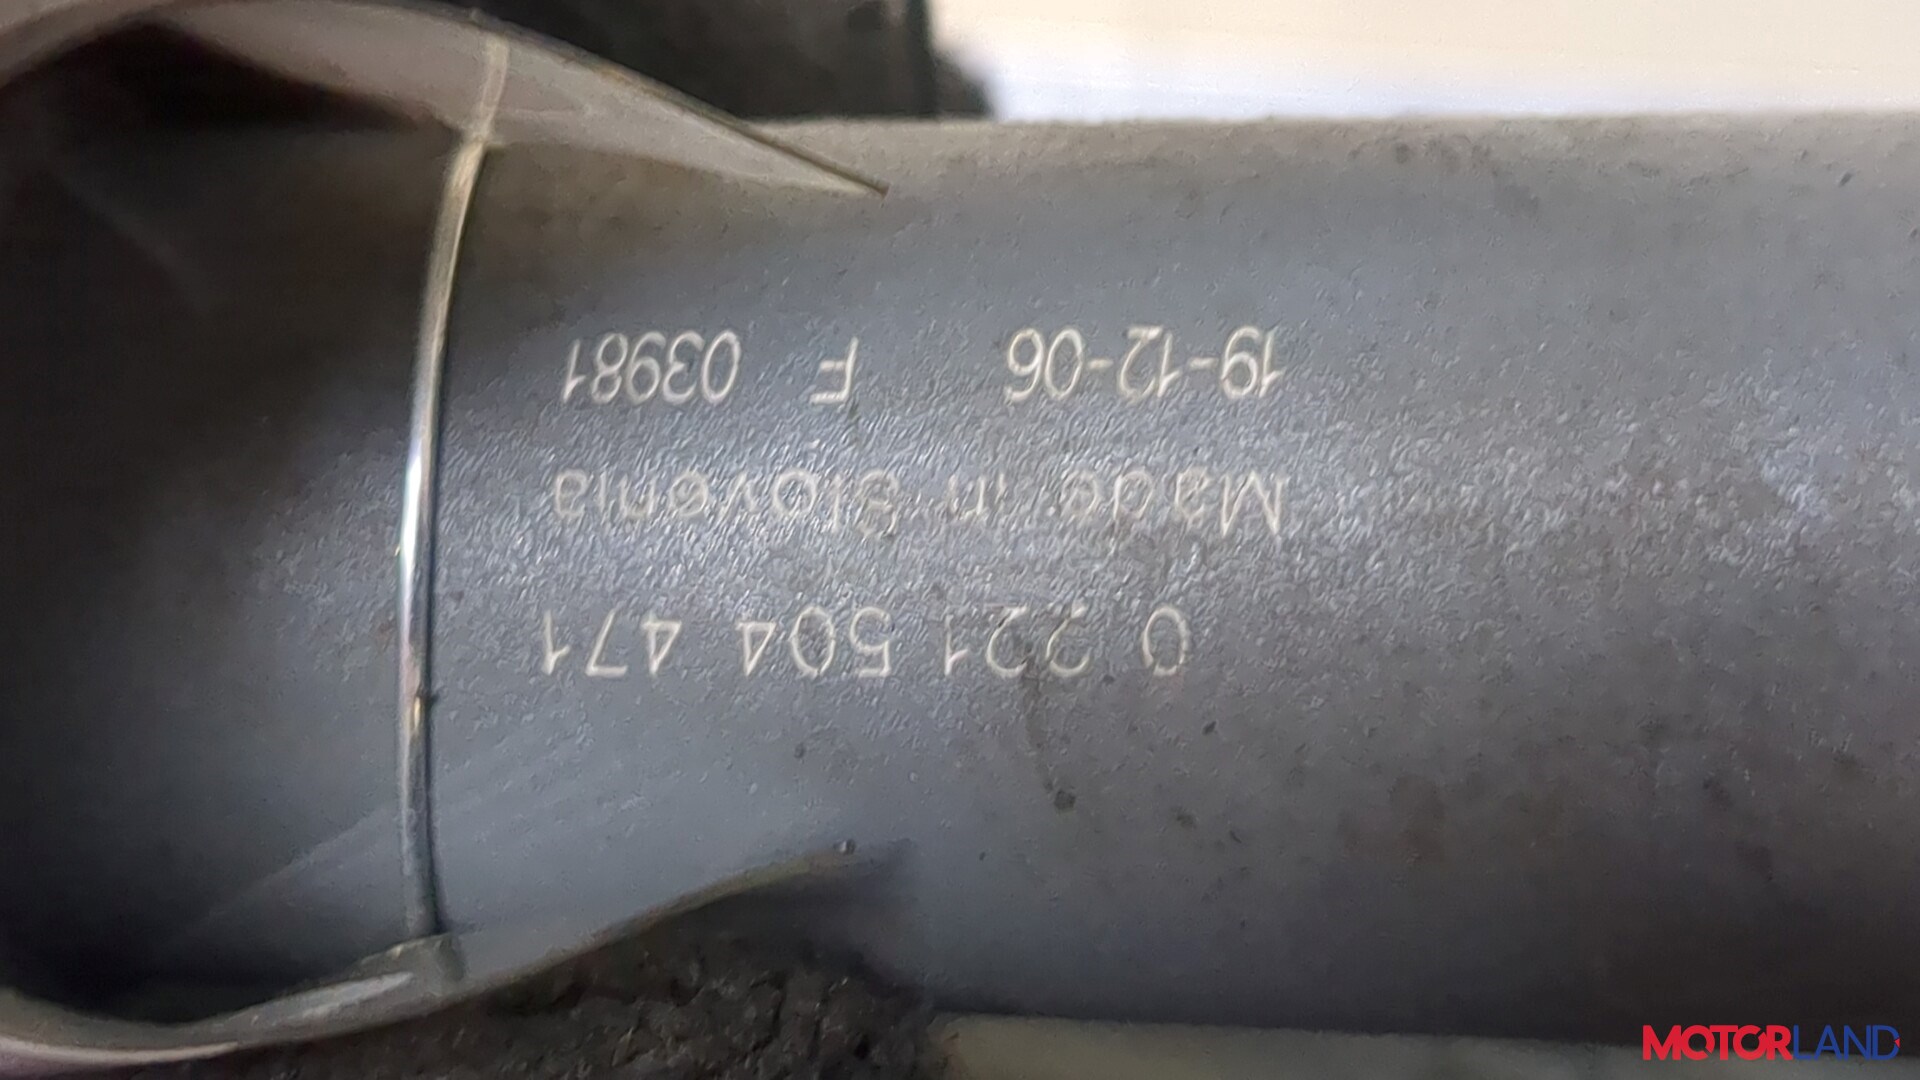 0 221 504 471
Made in Slovenia
19-12-06 F 03981
MOTORLAND